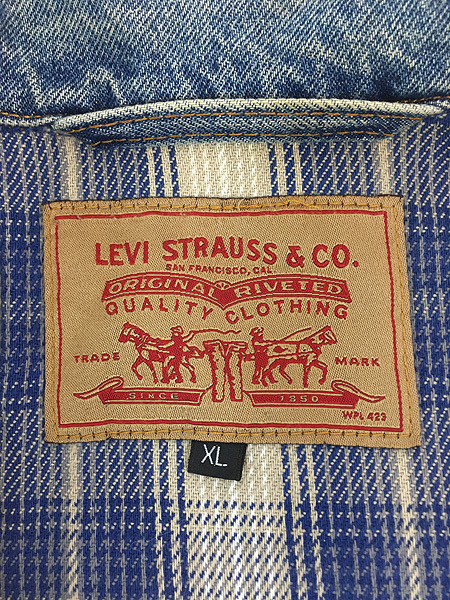 LEVI STRAUSS & CO.
SAN FRANCISCO, CAL
ORIGINAL RIVETED
QUALITY CLOTHING
TRADE MARK
SINCE 1850
WPL 423
XL